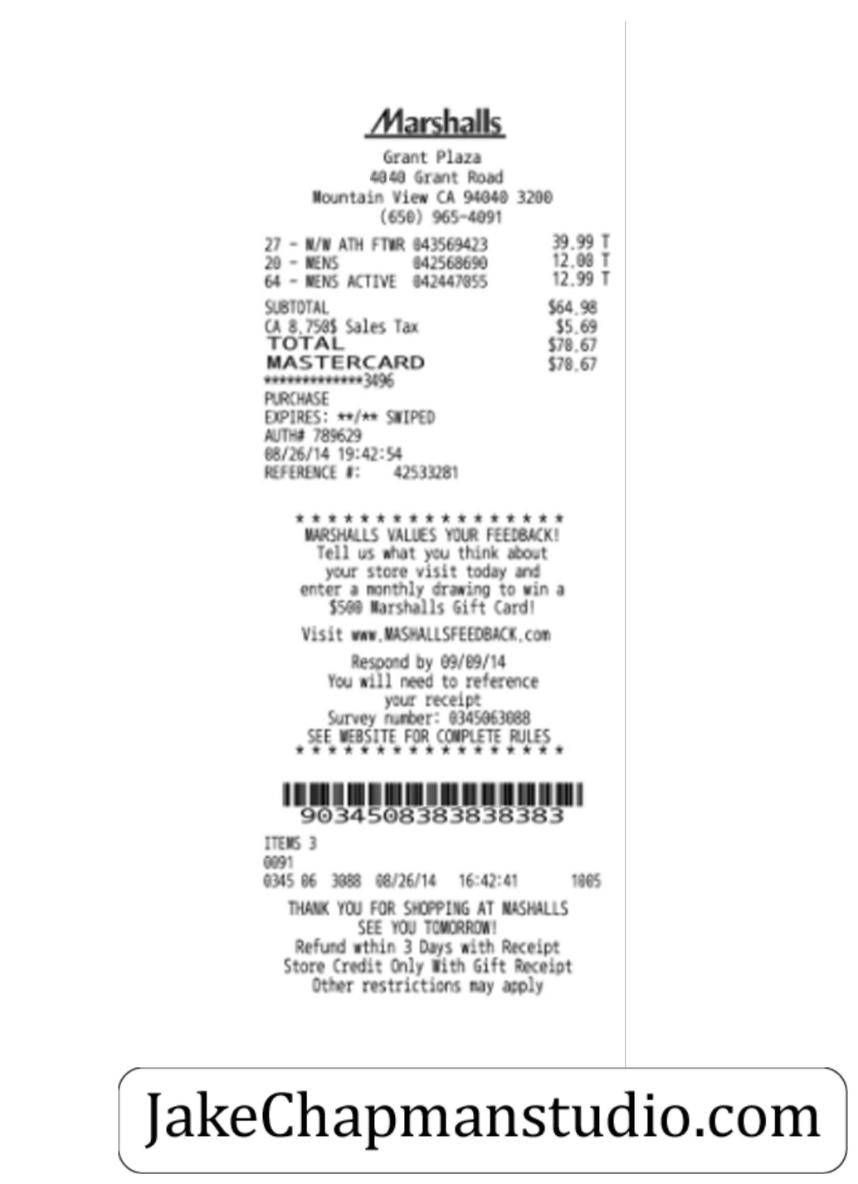 Marshalls
Grant Plaza
4040 Grant Road
Mountain View CA 94040 3200
(650) 965-4091
27 - M/W ATH FTWR 043569423 39.99 T
20 - MENS 042568690 12.00 T
64 - MENS ACTIVE 042447055 12.99 T
SUBTOTAL $64.98
CA 8.750$ Sales Tax $5.69
TOTAL $70.67
MASTERCARD $70.67
*************3496
PURCHASE
EXPIRES: **/** SWIPED
AUTH# 789629
08/26/14 19:42:54
REFERENCE #: 42533281
* * * * * * * * * * * * * * * * *
MARSHALLS VALUES YOUR FEEDBACK!
Tell us what you think about
your store visit today and
enter a monthly drawing to win a
$500 Marshalls Gift Card!
Visit www.MASHALLSFEEDBACK.com
Respond by 09/09/14
You will need to reference
your receipt
Survey number: 0345063088
SEE WEBSITE FOR COMPLETE RULES
* * * * * * * * * * * * * * * * *
90345083838383383
ITEMS 3
0091
0345 06 3088 08/26/14 16:42:41 1005
THANK YOU FOR SHOPPING AT MASHALLS
SEE YOU TOMORROW!
Refund wthin 3 Days with Receipt
Store Credit Only With Gift Receipt
Other restrictions may apply
JakeChapmanstudio.com